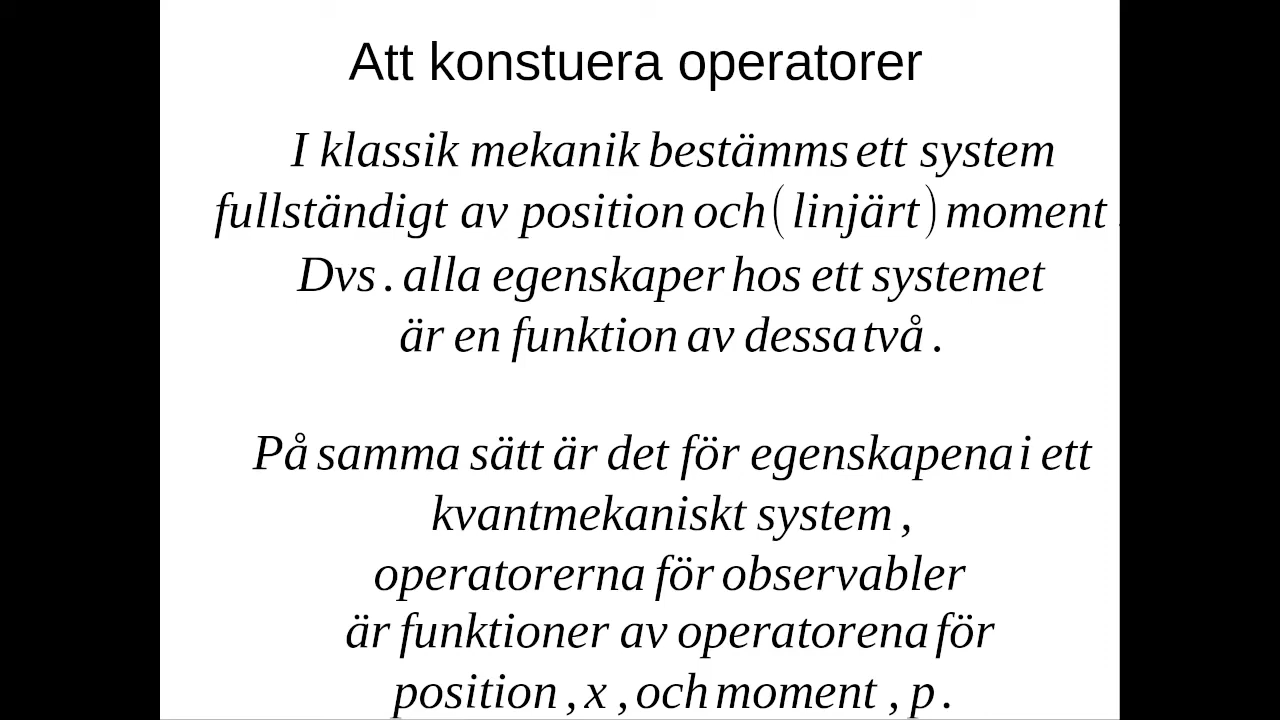 Att konstuera operatorer
I klassik mekanik bestämms ett system
fullständigt av position och (linjärt) moment .
Dvs . alla egenskaper hos ett systemet
är en funktion av dessa två .
På samma sätt är det för egenskapena i ett
kvantmekaniskt system ,
operatorerna för observabler
är funktioner av operatorena för
position , x , och moment , p .